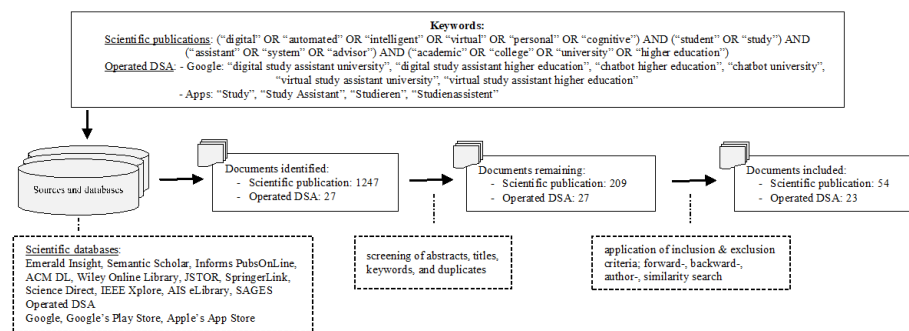 Keywords:
Scientific publications: (“digital” OR “automated” OR “intelligent” OR “virtual” OR “personal” OR “cognitive”) AND (“student” OR “study”) AND
(“assistant” OR “system” OR “advisor”) AND (“academic” OR “college” OR “university” OR “higher education”)
Operated DSA: - Google: “digital study assistant university”, “digital study assistant higher education”, “chatbot higher education”, “chatbot university”,
“virtual study assistant university”, “virtual study assistant higher education”
- Apps: “Study”, “Study Assistant”, “Studieren”, “Studienassistent”
Sources and databases
Documents identified:
- Scientific publication: 1247
- Operated DSA: 27
Documents remaining:
- Scientific publication: 209
- Operated DSA: 27
Documents included:
- Scientific publication: 54
- Operated DSA: 23
Scientific databases:
Emerald Insight, Semantic Scholar, Informs PubsOnLine,
ACM DL, Wiley Online Library, JSTOR, SpringerLink,
Science Direct, IEEE Xplore, AIS eLibrary, SAGES
Operated DSA
Google, Google’s Play Store, Apple’s App Store
screening of abstracts, titles,
keywords, and duplicates
application of inclusion & exclusion
criteria; forward-, backward-,
author-, similarity search